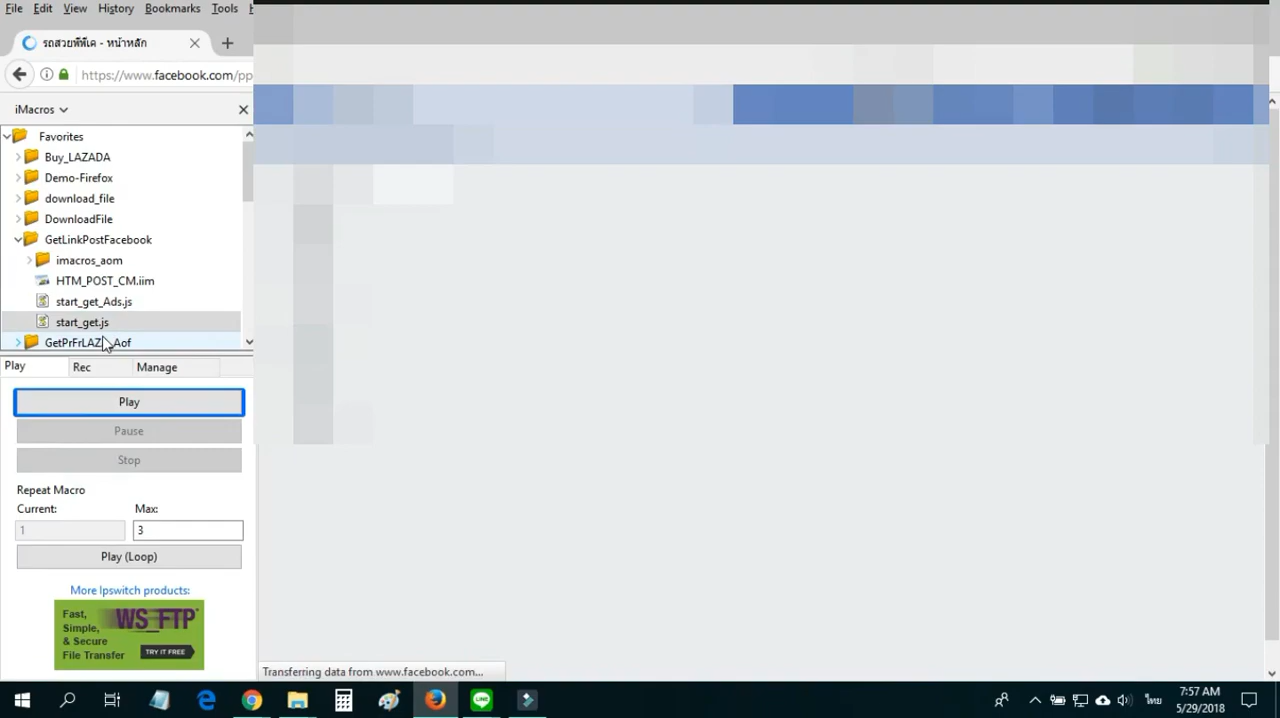 File Edit View History Bookmarks Tools
รถสวยพีพีเค - หน้าหลัก
https://www.facebook.com/pp
iMacros
Favorites
Buy_LAZADA
Demo-Firefox
download_file
DownloadFile
GetLinkPostFacebook
imacros_aom
HTM_POST_CM.iim
start_get_Ads.js
start_get.js
Play Rec Manage
Play
Pause
Stop
Repeat Macro
Current: Max:
1 3
Play (Loop)
More Ipswitch products:
Fast, WS_FTP
Simple,
& Secure
File Transfer TRY IT FREE
Transferring data from www.facebook.com...
ไทย 7:57 AM
5/29/2018